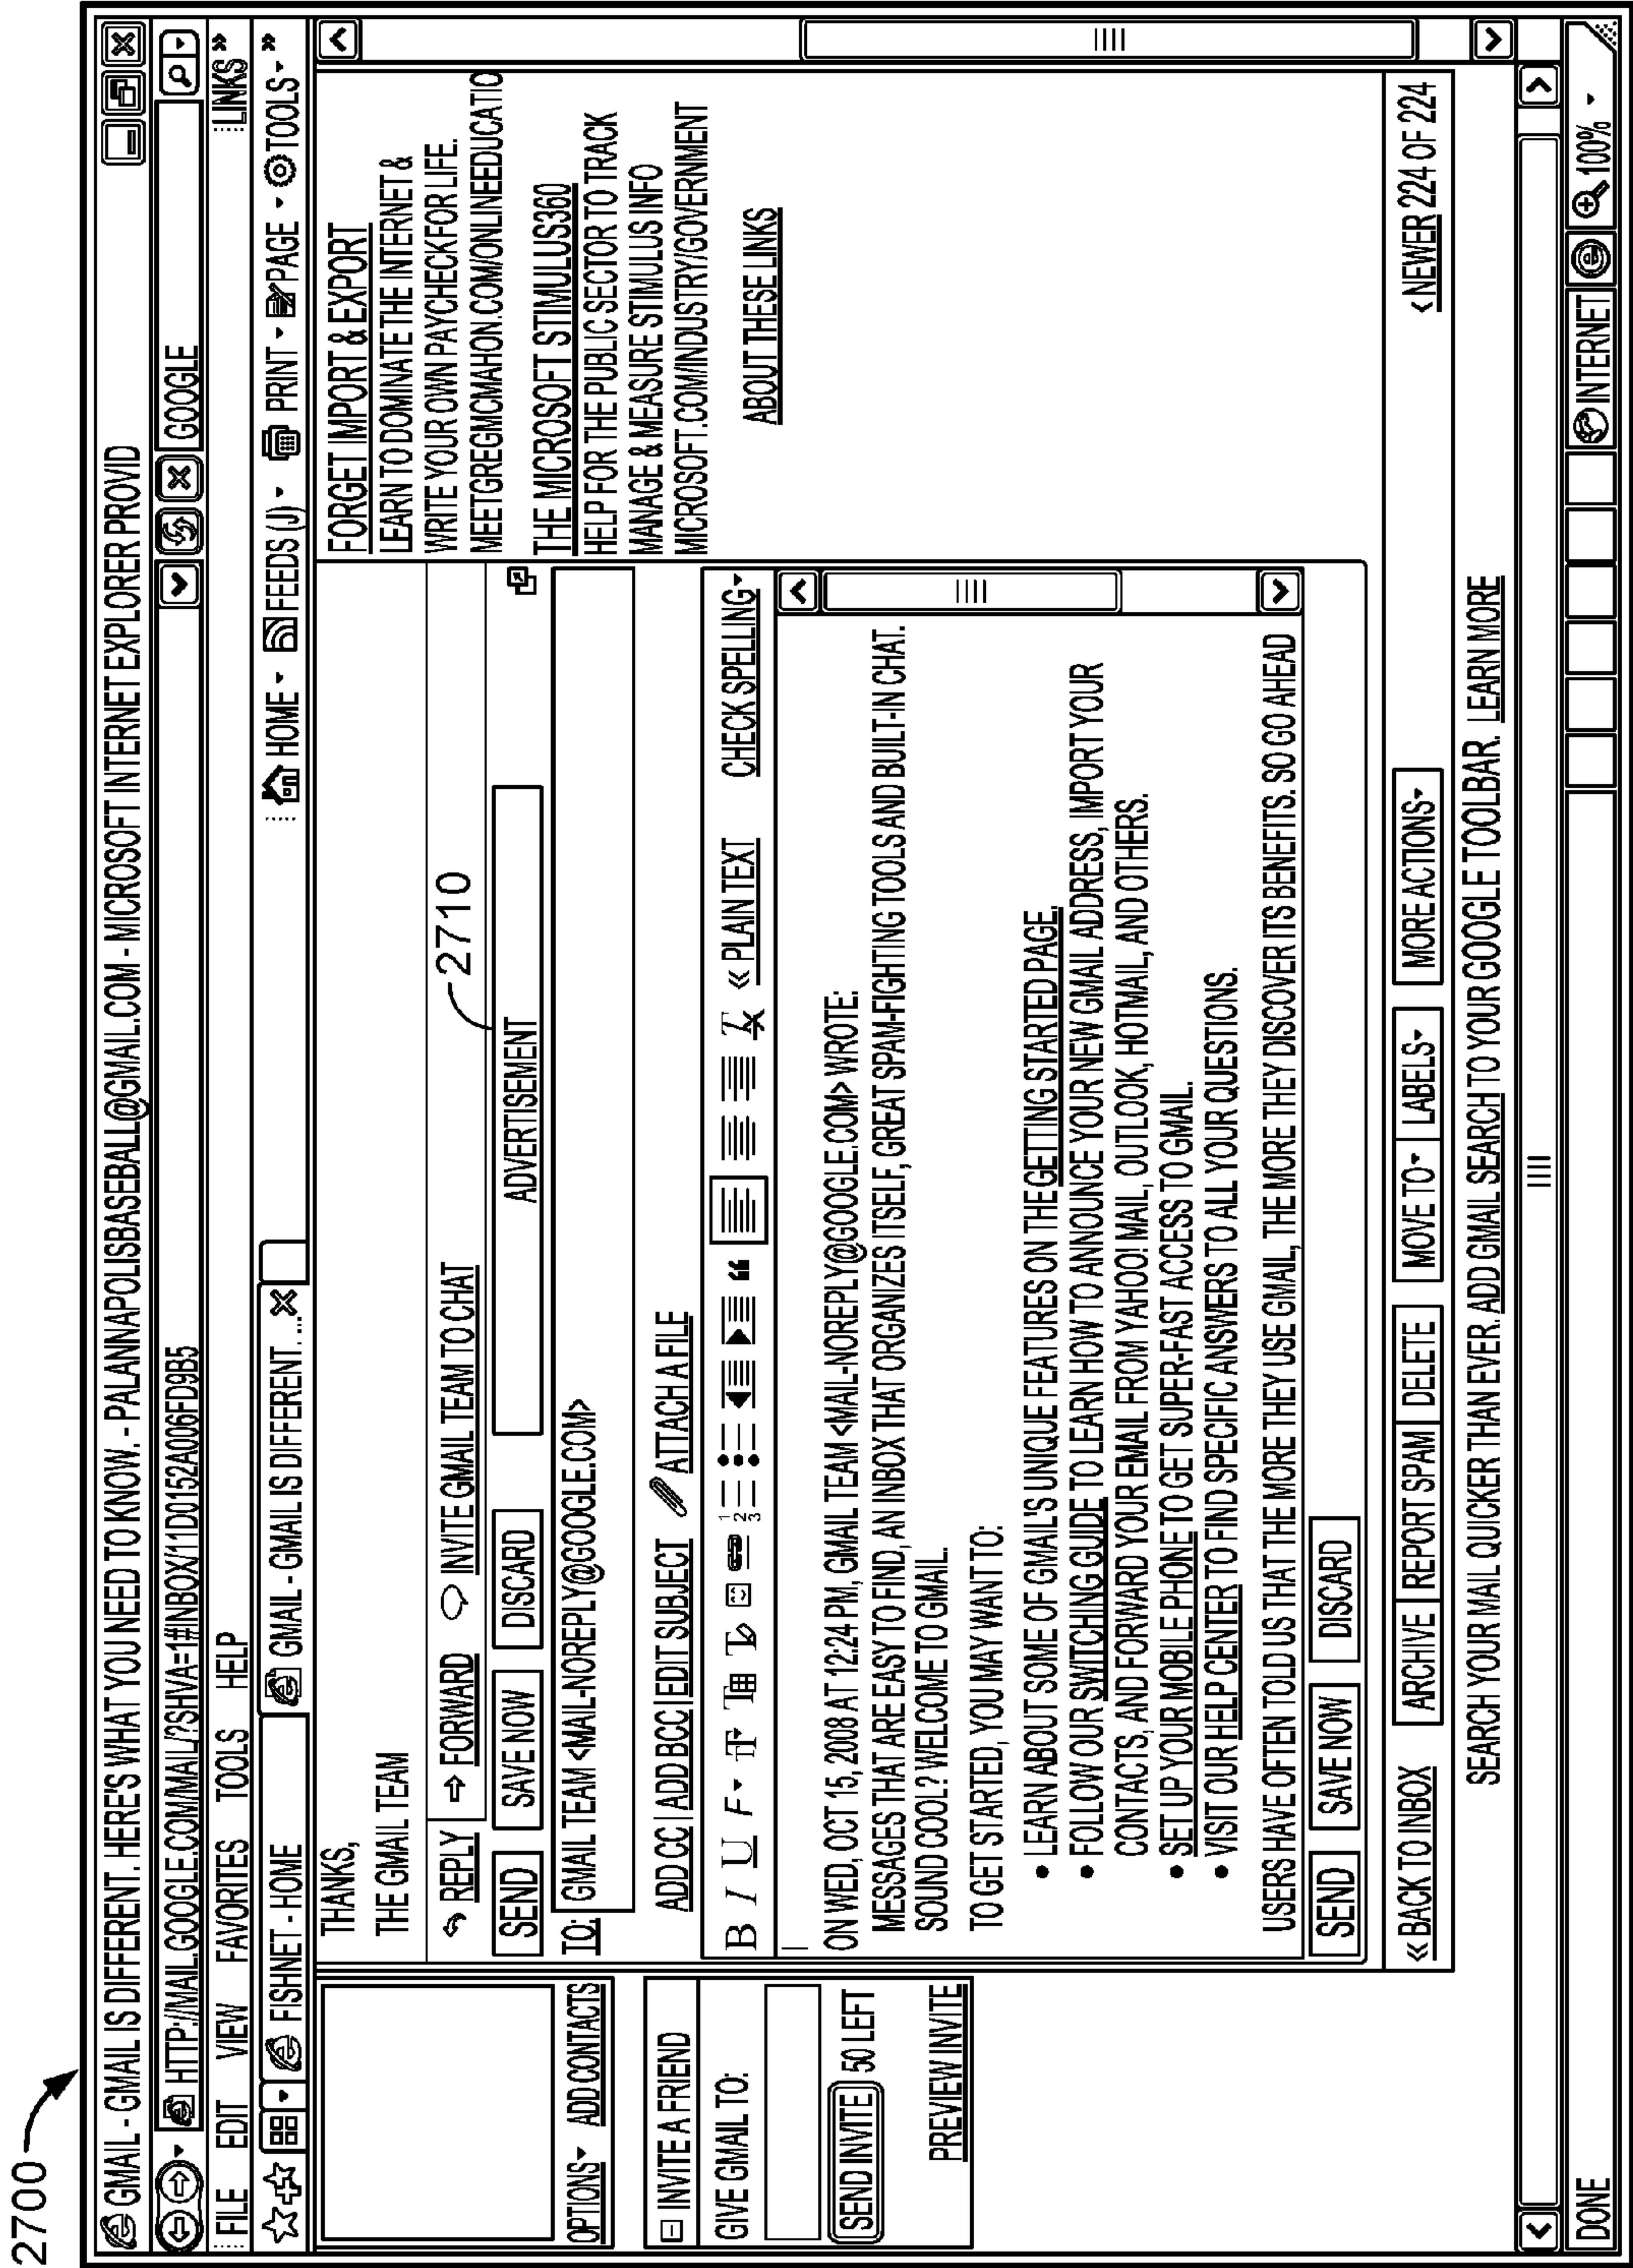 2700
GMAIL - GMAIL IS DIFFERENT. HERE'S WHAT YOU NEED TO KNOW. - PALANNAPOLISBASEBALL@GMAIL.COM - MICROSOFT INTERNET EXPLORER PROVID
HTTP://MAIL.GOOGLE.COM/MAIL/?SHVA=1#INBOX/11D0152A006FD9B5 GOOGLE
FILE EDIT VIEW FAVORITES TOOLS HELP LINKS »
FISHNET - HOME GMAIL - GMAIL IS DIFFERENT. ... X HOME FEEDS (J) PRINT PAGE TOOLS »
THANKS,
THE GMAIL TEAM
REPLY FORWARD INVITE GMAIL TEAM TO CHAT
2710
SEND SAVE NOW DISCARD ADVERTISEMENT
TO: GMAIL TEAM <MAIL-NOREPLY@GOOGLE.COM>
ADD CC | ADD BCC | EDIT SUBJECT ATTACH A FILE
B I U F T T T 1 2 3 “ T « PLAIN TEXT CHECK SPELLING
ON WED, OCT 15, 2008 AT 12:24 PM, GMAIL TEAM <MAIL-NOREPLY@GOOGLE.COM> WROTE:
MESSAGES THAT ARE EASY TO FIND, AN INBOX THAT ORGANIZES ITSELF, GREAT SPAM-FIGHTING TOOLS AND BUILT-IN CHAT.
SOUND COOL? WELCOME TO GMAIL.
TO GET STARTED, YOU MAY WANT TO:
• LEARN ABOUT SOME OF GMAIL'S UNIQUE FEATURES ON THE GETTING STARTED PAGE.
• FOLLOW OUR SWITCHING GUIDE TO LEARN HOW TO ANNOUNCE YOUR NEW GMAIL ADDRESS, IMPORT YOUR
CONTACTS, AND FORWARD YOUR EMAIL FROM YAHOO! MAIL, OUTLOOK, HOTMAIL, AND OTHERS.
• SET UP YOUR MOBILE PHONE TO GET SUPER-FAST ACCESS TO GMAIL.
• VISIT OUR HELP CENTER TO FIND SPECIFIC ANSWERS TO ALL YOUR QUESTIONS.
USERS HAVE OFTEN TOLD US THAT THE MORE THEY USE GMAIL, THE MORE THEY DISCOVER ITS BENEFITS. SO GO AHEAD
SEND SAVE NOW DISCARD
OPTIONS ADD CONTACTS
INVITE A FRIEND
GIVE GMAIL TO:
SEND INVITE 50 LEFT
PREVIEW INVITE
FORGET IMPORT & EXPORT
LEARN TO DOMINATE THE INTERNET &
WRITE YOUR OWN PAYCHECK FOR LIFE.
MEETGREGMCMAHON.COM/ONLINEEDUCATIO
THE MICROSOFT STIMULUS360
HELP FOR THE PUBLIC SECTOR TO TRACK
MANAGE & MEASURE STIMULUS INFO
MICROSOFT.COM/INDUSTRY/GOVERNMENT
ABOUT THESE LINKS
« BACK TO INBOX ARCHIVE REPORT SPAM DELETE MOVE TO LABELS MORE ACTIONS < NEWER 224 OF 224
SEARCH YOUR MAIL QUICKER THAN EVER. ADD GMAIL SEARCH TO YOUR GOOGLE TOOLBAR. LEARN MORE
DONE INTERNET 100%